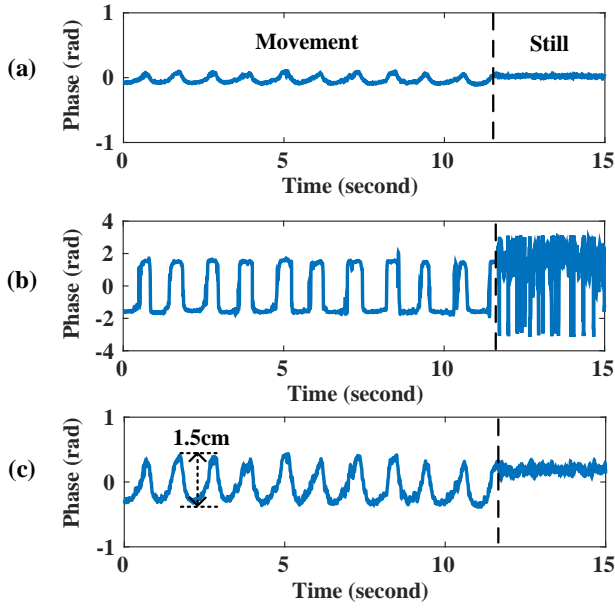 (a)
Phase (rad)
1
0
-1
Movement
Still
0
5
10
15
Time (second)
(b)
Phase (rad)
4
2
0
-2
-4
0
5
10
15
Time (second)
(c)
Phase (rad)
1
0
-1
1.5cm
0
5
10
15
Time (second)